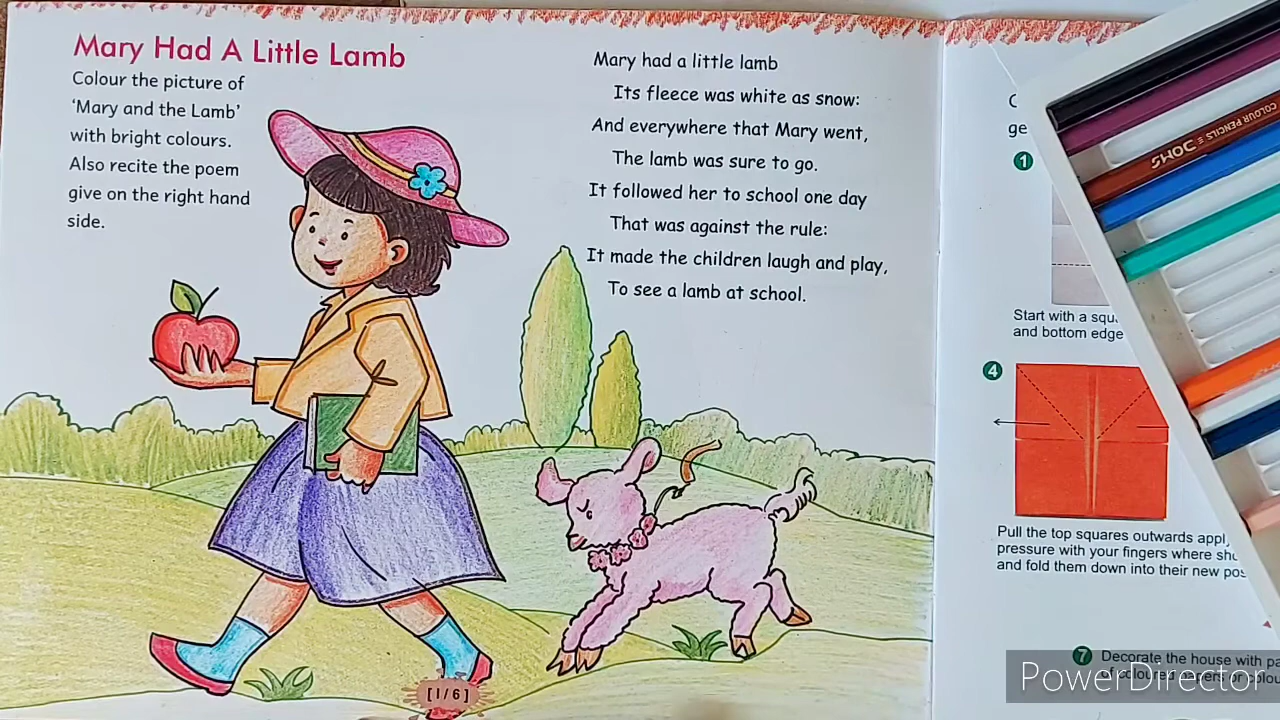 Mary Had A Little Lamb
Colour the picture of
‘Mary and the Lamb’
with bright colours.
Also recite the poem
give on the right hand
side.
Mary had a little lamb
Its fleece was white as snow:
And everywhere that Mary went,
The lamb was sure to go.
It followed her to school one day
That was against the rule:
It made the children laugh and play,
To see a lamb at school.
[1/6]
ge
1
Start with a
and bottom edge
4
Pull the top squares outwards
pressure with your fingers where
and fold them down into their new
7
Decorate the house with
of coloured papers or
COLOUR PENCILS DOMS
PowerDirector